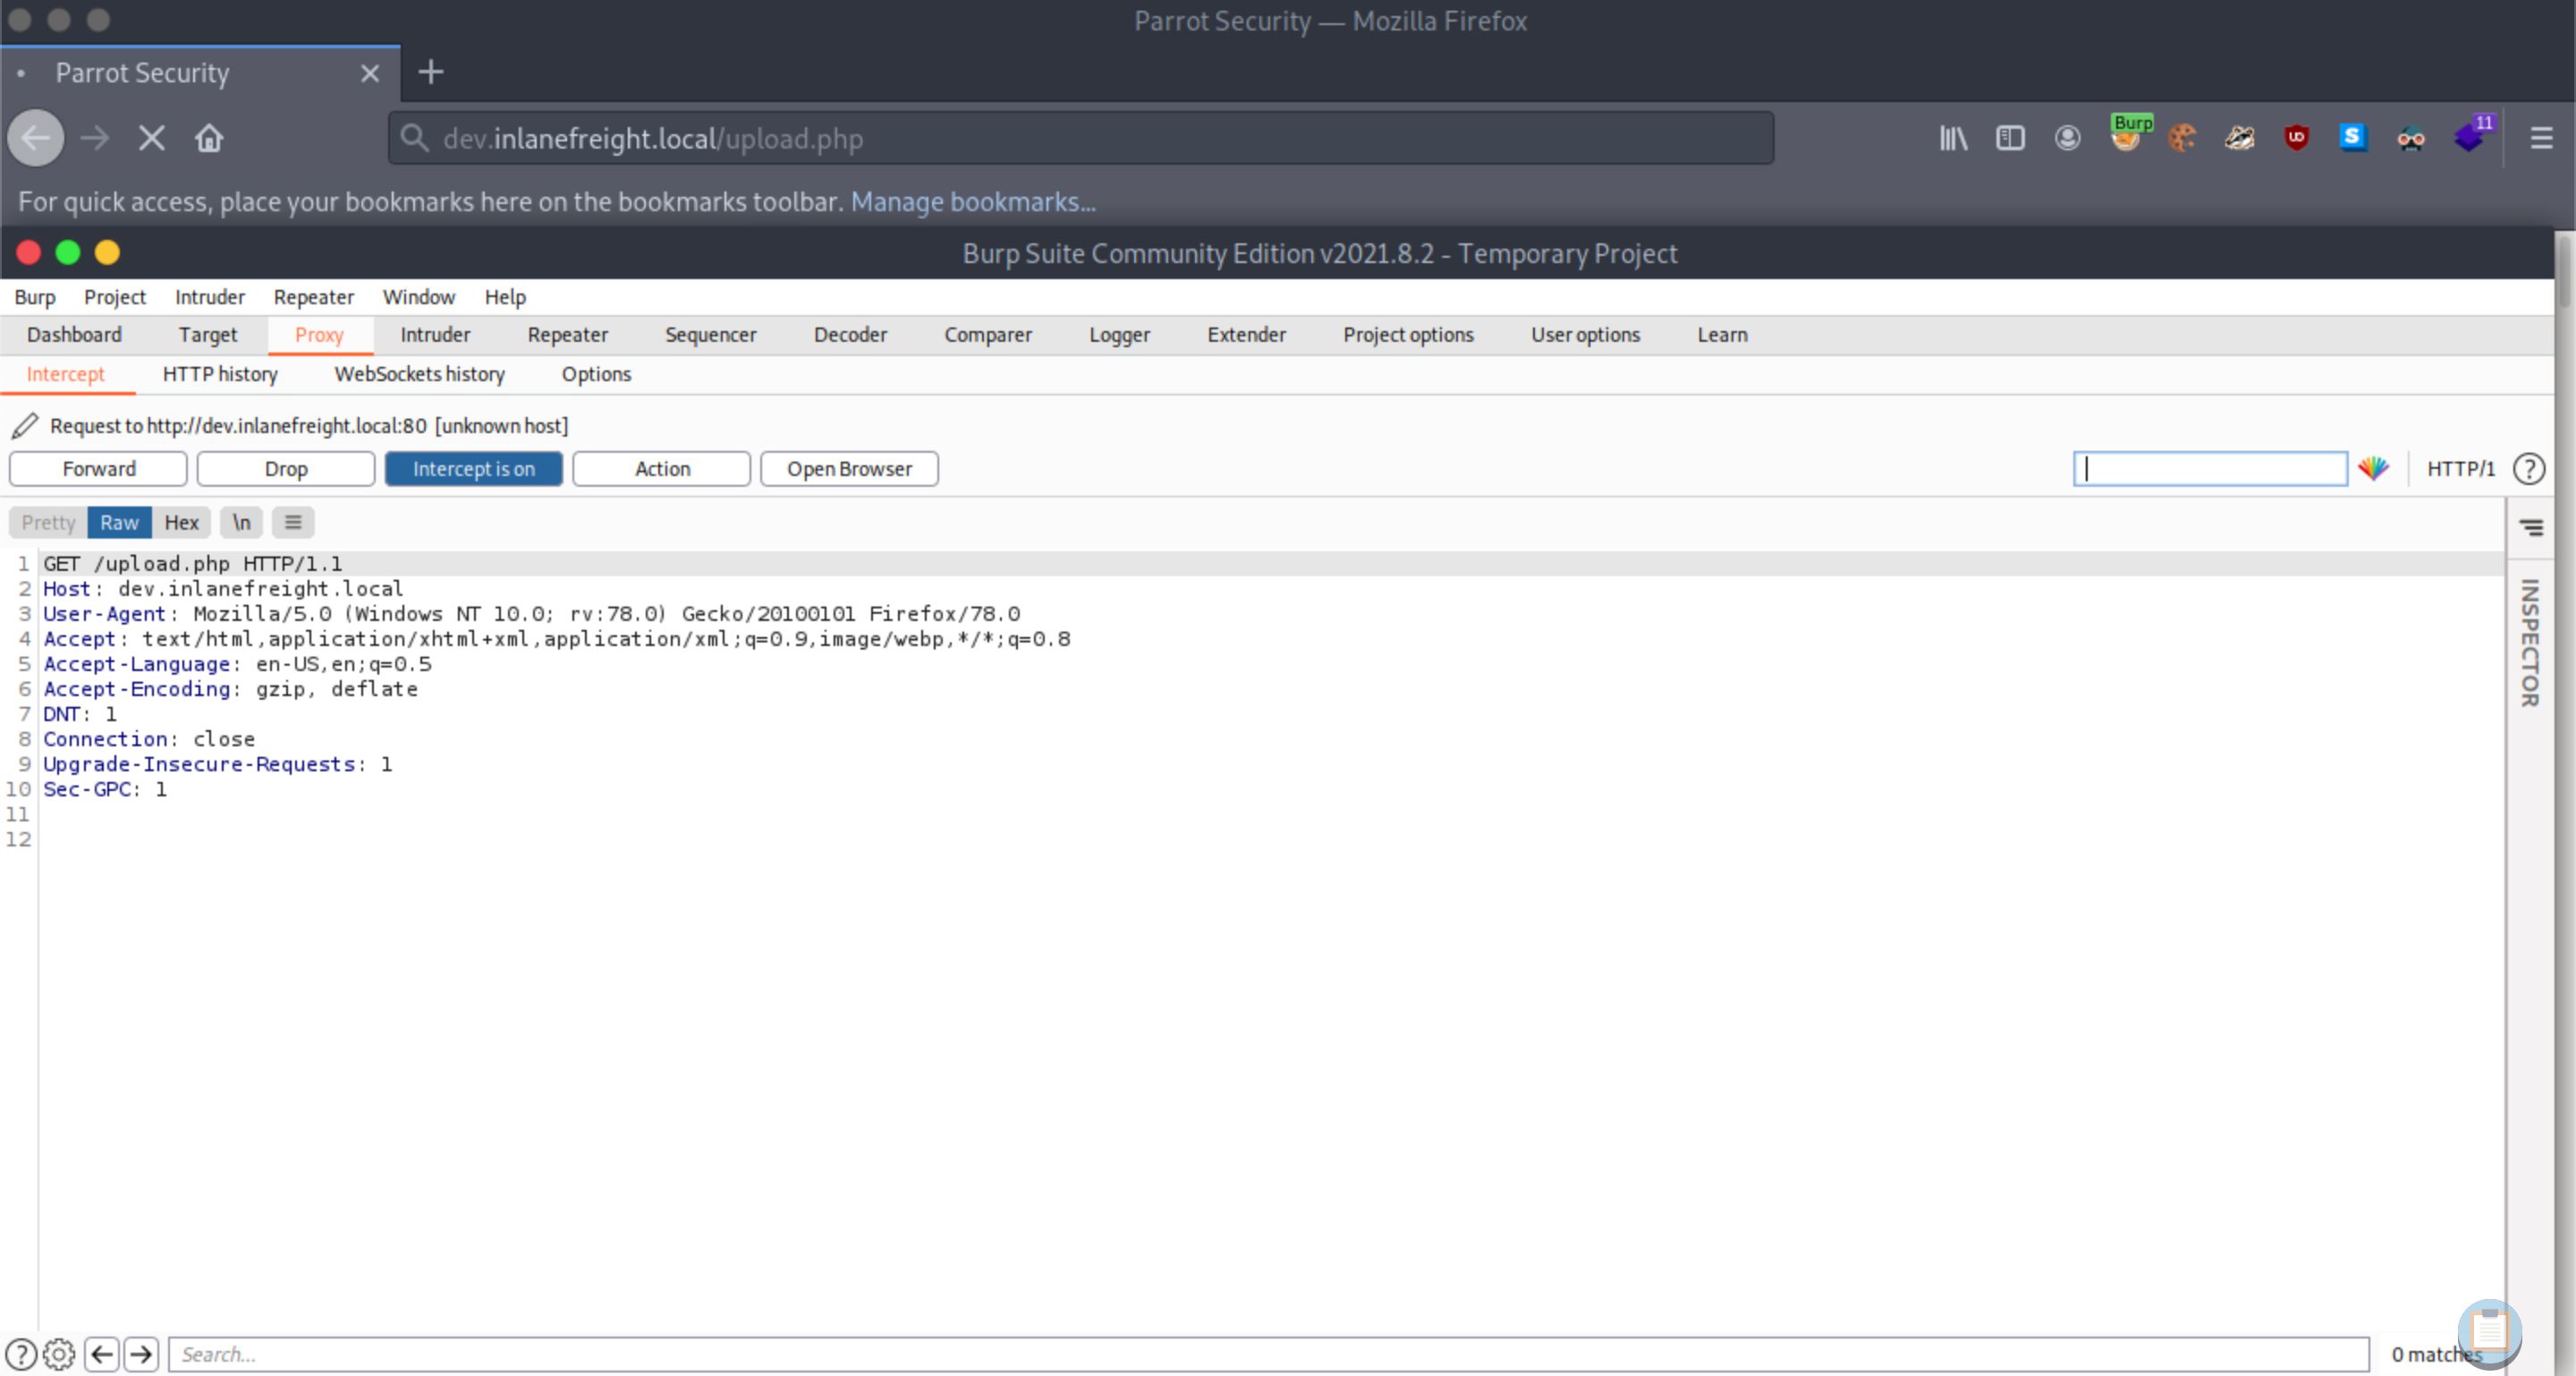 Parrot Security — Mozilla Firefox
Parrot Security
dev.inlanefreight.local/upload.php
Burp
11
For quick access, place your bookmarks here on the bookmarks toolbar. Manage bookmarks...
Burp Suite Community Edition v2021.8.2 - Temporary Project
Burp Project Intruder Repeater Window Help
Dashboard Target Proxy Intruder Repeater Sequencer Decoder Comparer Logger Extender Project options User options Learn
Intercept HTTP history WebSockets history Options
Request to http://dev.inlanefreight.local:80 [unknown host]
Forward Drop Intercept is on Action Open Browser HTTP/1 ?
Pretty Raw Hex \n
1 GET /upload.php HTTP/1.1
2 Host: dev.inlanefreight.local
3 User-Agent: Mozilla/5.0 (Windows NT 10.0; rv:78.0) Gecko/20100101 Firefox/78.0
4 Accept: text/html,application/xhtml+xml,application/xml;q=0.9,image/webp,*/*;q=0.8
5 Accept-Language: en-US,en;q=0.5
6 Accept-Encoding: gzip, deflate
7 DNT: 1
8 Connection: close
9 Upgrade-Insecure-Requests: 1
10 Sec-GPC: 1
11
12
INSPECTOR
? Search... 0 matches